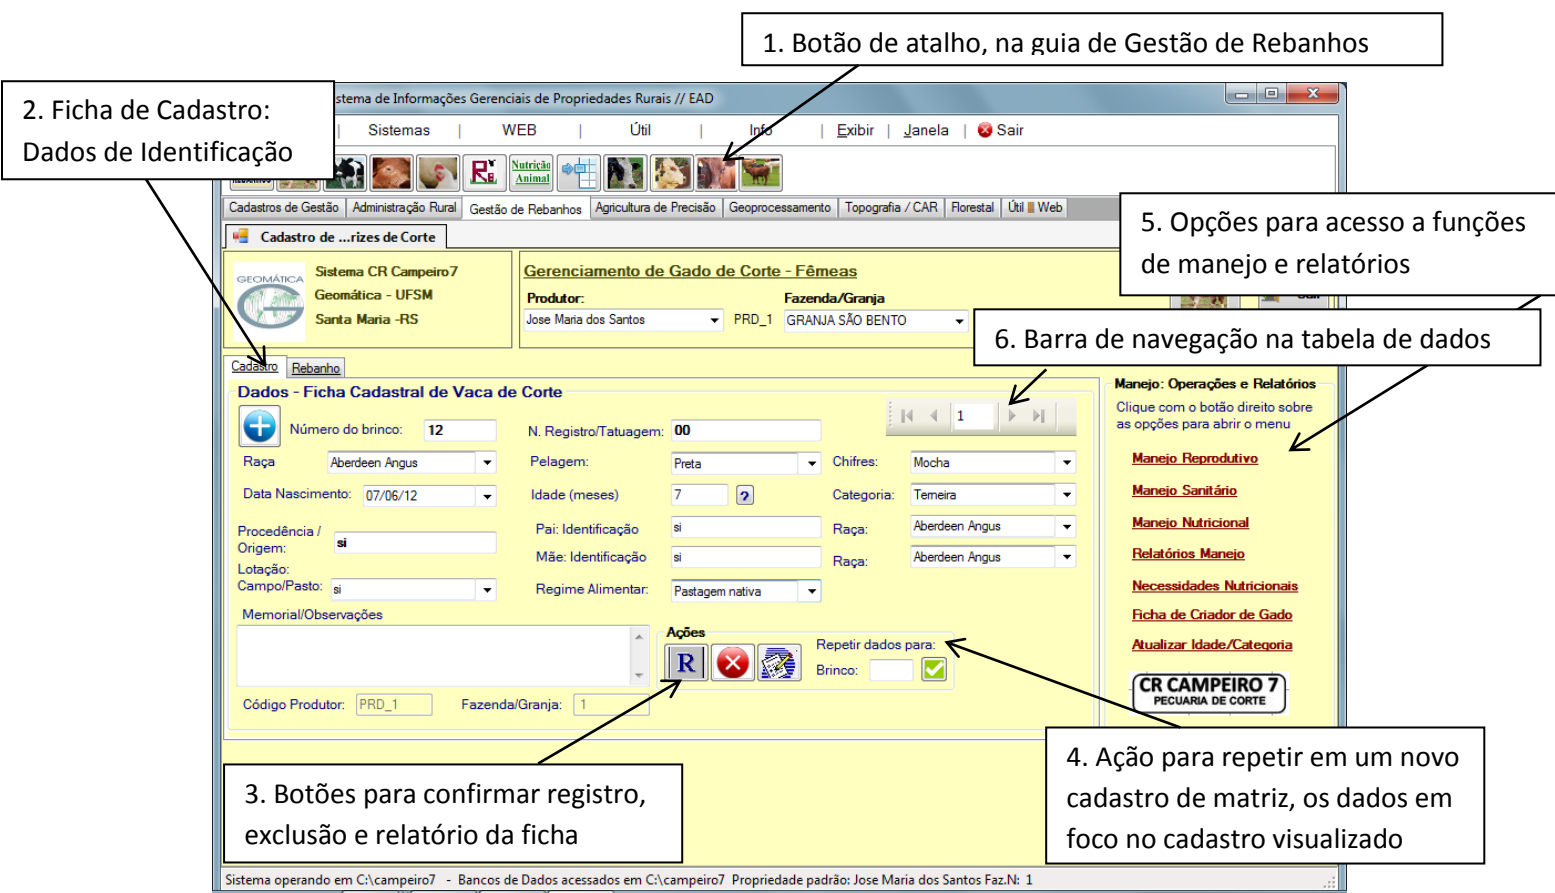 1. Botão de atalho, na guia de Gestão de Rebanhos
2. Ficha de Cadastro:
Dados de Identificação
stema de Informações Gerenciais de Propriedades Rurais // EAD
| Sistemas | WEB | Útil | Info | Exibir | Janela | Sair
Nutrição
Animal
Cadastros de Gestão Administração Rural Gestão de Rebanhos Agricultura de Precisão Geoprocessamento Topografia / CAR Florestal Útil Web
Cadastro de ...rizes de Corte
5. Opções para acesso a funções
de manejo e relatórios
GEOMÁTICA
Sistema CR Campeiro7
Geomática - UFSM
Santa Maria -RS
Gerenciamento de Gado de Corte - Fêmeas
Produtor: Fazenda/Granja
Jose Maria dos Santos PRD_1 GRANJA SÃO BENTO
6. Barra de navegação na tabela de dados
Cadastro Rebanho
Dados - Ficha Cadastral de Vaca de Corte
1
Número do brinco: 12 N. Registro/Tatuagem: 00
Raça Aberdeen Angus Pelagem: Preta Chifres: Mocha
Data Nascimento: 07/06/12 Idade (meses) 7 ? Categoria: Terneira
Procedência /
Origem: si
Pai: Identificação si Raça: Aberdeen Angus
Mãe: Identificação si Raça: Aberdeen Angus
Lotação:
Campo/Pasto: si Regime Alimentar: Pastagem nativa
Memorial/Observações
Ações
R
Repetir dados para:
Brinco:
Código Produtor: PRD_1 Fazenda/Granja: 1
Manejo: Operações e Relatórios
Clique com o botão direito sobre
as opções para abrir o menu
Manejo Reprodutivo
Manejo Sanitário
Manejo Nutricional
Relatórios Manejo
Necessidades Nutricionais
Ficha de Criador de Gado
Atualizar Idade/Categoria
CR CAMPEIRO 7
PECUARIA DE CORTE
3. Botões para confirmar registro,
exclusão e relatório da ficha
4. Ação para repetir em um novo
cadastro de matriz, os dados em
foco no cadastro visualizado
Sistema operando em C:\campeiro7 - Bancos de Dados acessados em C:\campeiro7 Propriedade padrão: Jose Maria dos Santos Faz.N: 1